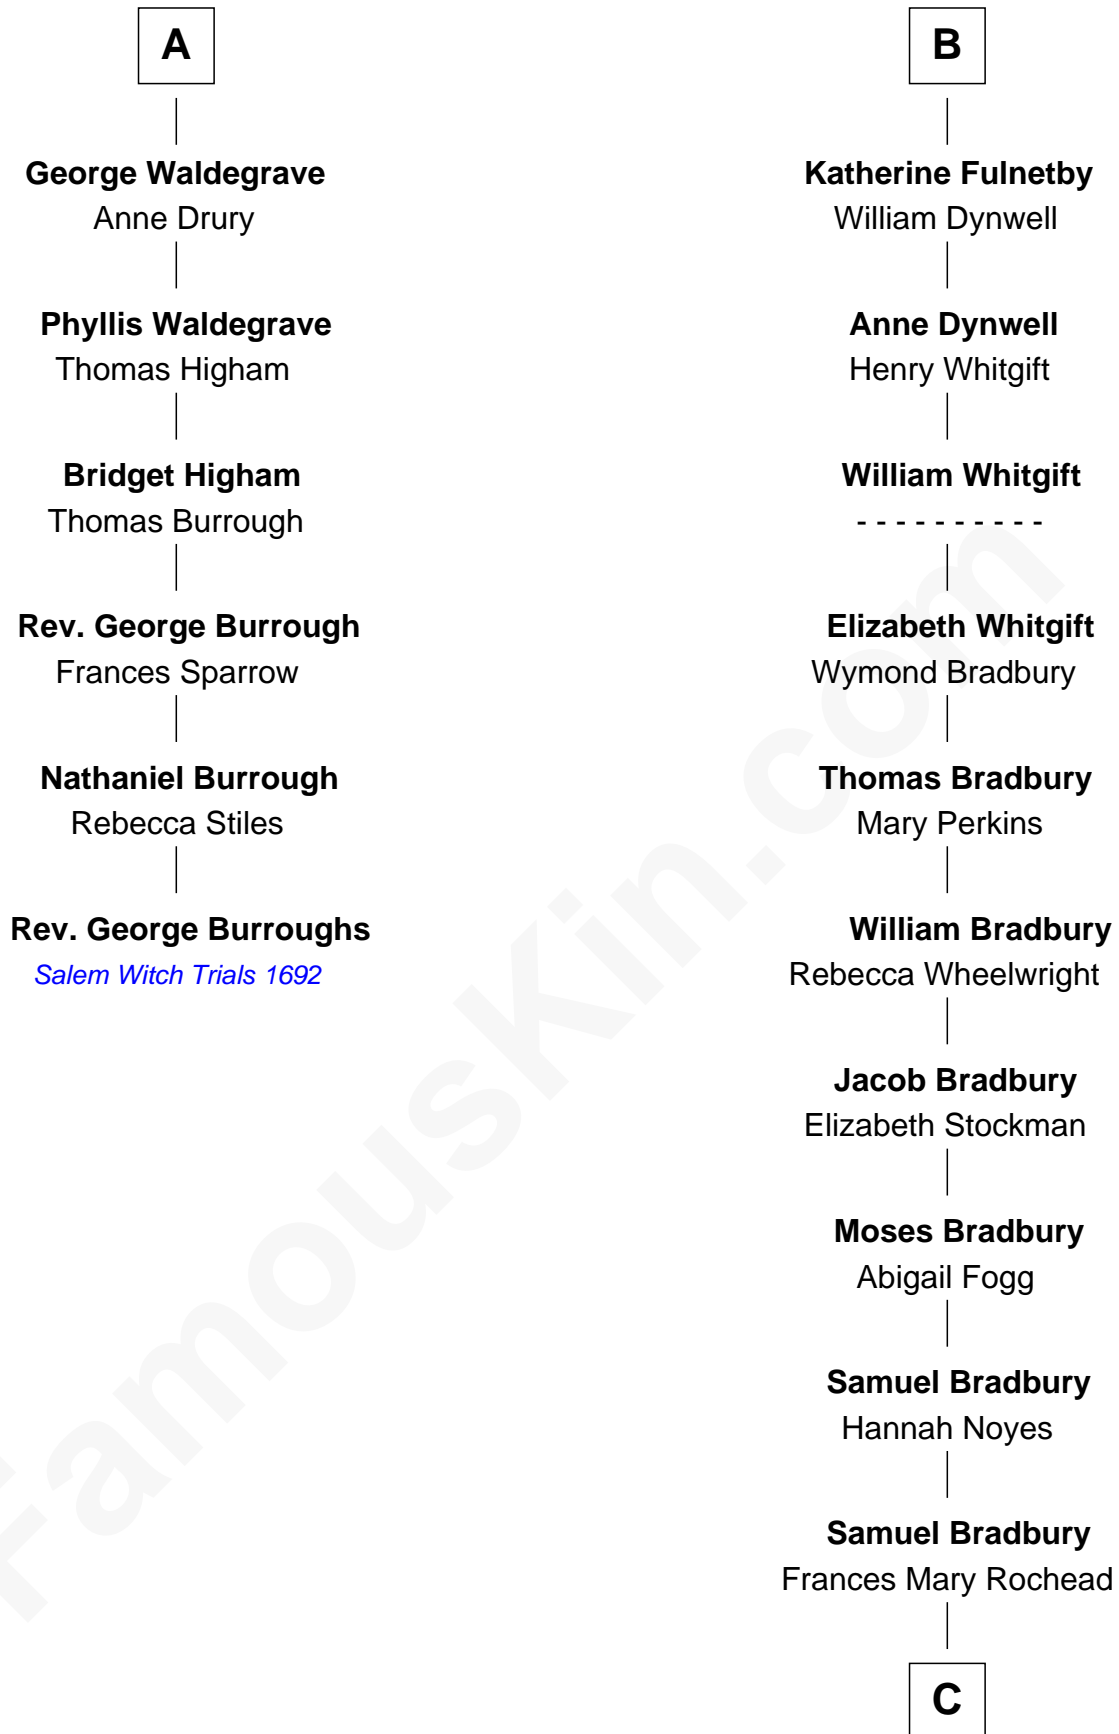 A
George Waldegrave
Anne Drury
Phyllis Waldegrave
Thomas Higham
Bridget Higham
Thomas Burrough
Rev. George Burrough
Frances Sparrow
Nathaniel Burrough
Rebecca Stiles
Rev. George Burroughs
Salem Witch Trials 1692
B
Katherine Fulnetby
William Dynwell
Anne Dynwell
Henry Whitgift
William Whitgift
- - - - - - - - - -
Elizabeth Whitgift
Wymond Bradbury
Thomas Bradbury
Mary Perkins
William Bradbury
Rebecca Wheelwright
Jacob Bradbury
Elizabeth Stockman
Moses Bradbury
Abigail Fogg
Samuel Bradbury
Hannah Noyes
Samuel Bradbury
Frances Mary Rochead
C
FamousKin.com